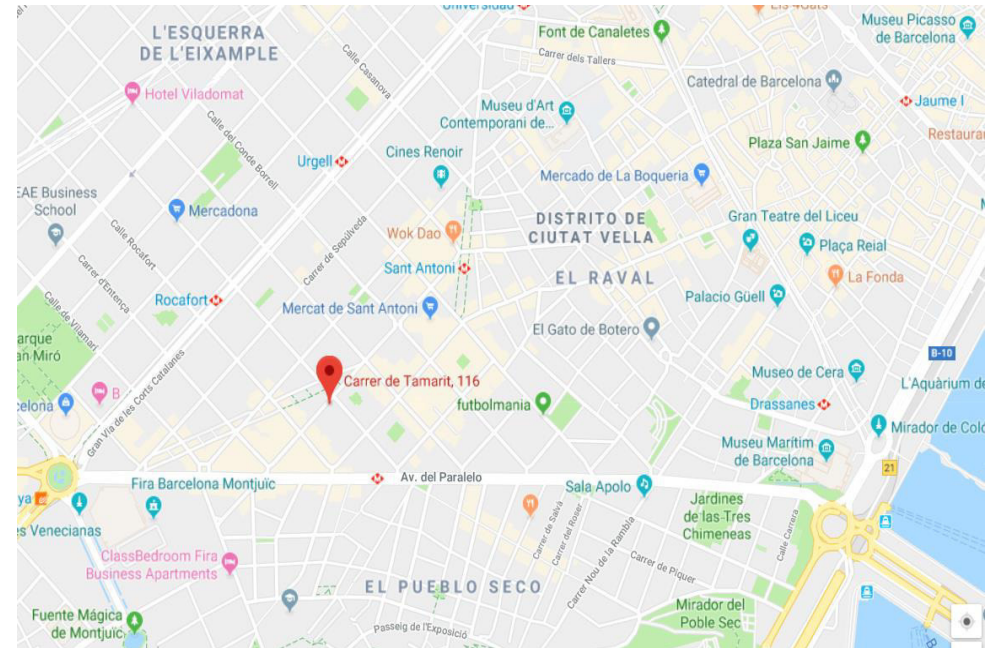 Universidad
Els 4Gats
L'ESQUERRA
DE L'EIXAMPLE
Font de Canaletes
Museu Picasso
de Barcelona
Carrer dels Tallers
Calle Casanova
Catedral de Barcelona
Hotel Viladomat
Jaume I
Museu d'Art
Contemporani de...
Calle del Conde Borrell
Plaza San Jaime
Restaura
Urgell
Cines Renoir
Mercado de La Boqueria
EAE Business
School
Mercadona
DISTRITO DE
CIUTAT VELLA
Gran Teatre del Liceu
Wok Dao
Plaça Reial
Calle Rocafort
Carrer de Sepúlveda
Sant Antoni
EL RAVAL
La Fonda
Carrer d'Entença
Rocafort
Mercat de Sant Antoni
Palacio Güell
Calle de Vilamarí
El Gato de Botero
arque
an Miró
B-10
Carrer de Tamarit, 116
Museo de Cera
L'Aquàrium de
B
celona
futbolmania
Drassanes
Gran Vía de les Corts Catalanes
Mirador de Colo
Museu Marítim
de Barcelona
21
Av. del Paralelo
Fira Barcelona Montjuïc
Sala Apolo
ya
Jardines
de las Tres
Chimeneas
s Venecianas
Carrer de Salvà
Carrer del Roser
Calle Carrera
ClassBedroom Fira
Business Apartments
Carrer Nou de la Rambla
Carrer de Piquer
EL PUEBLO SECO
Fuente Mágica
de Montjuïc
Mirador del
Poble Sec
Passeig de l'Exposició